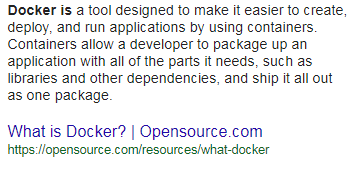 Docker is a tool designed to make it easier to create,
deploy, and run applications by using containers.
Containers allow a developer to package up an
application with all of the parts it needs, such as
libraries and other dependencies, and ship it all out
as one package.
What is Docker? | Opensource.com
https://opensource.com/resources/what-docker